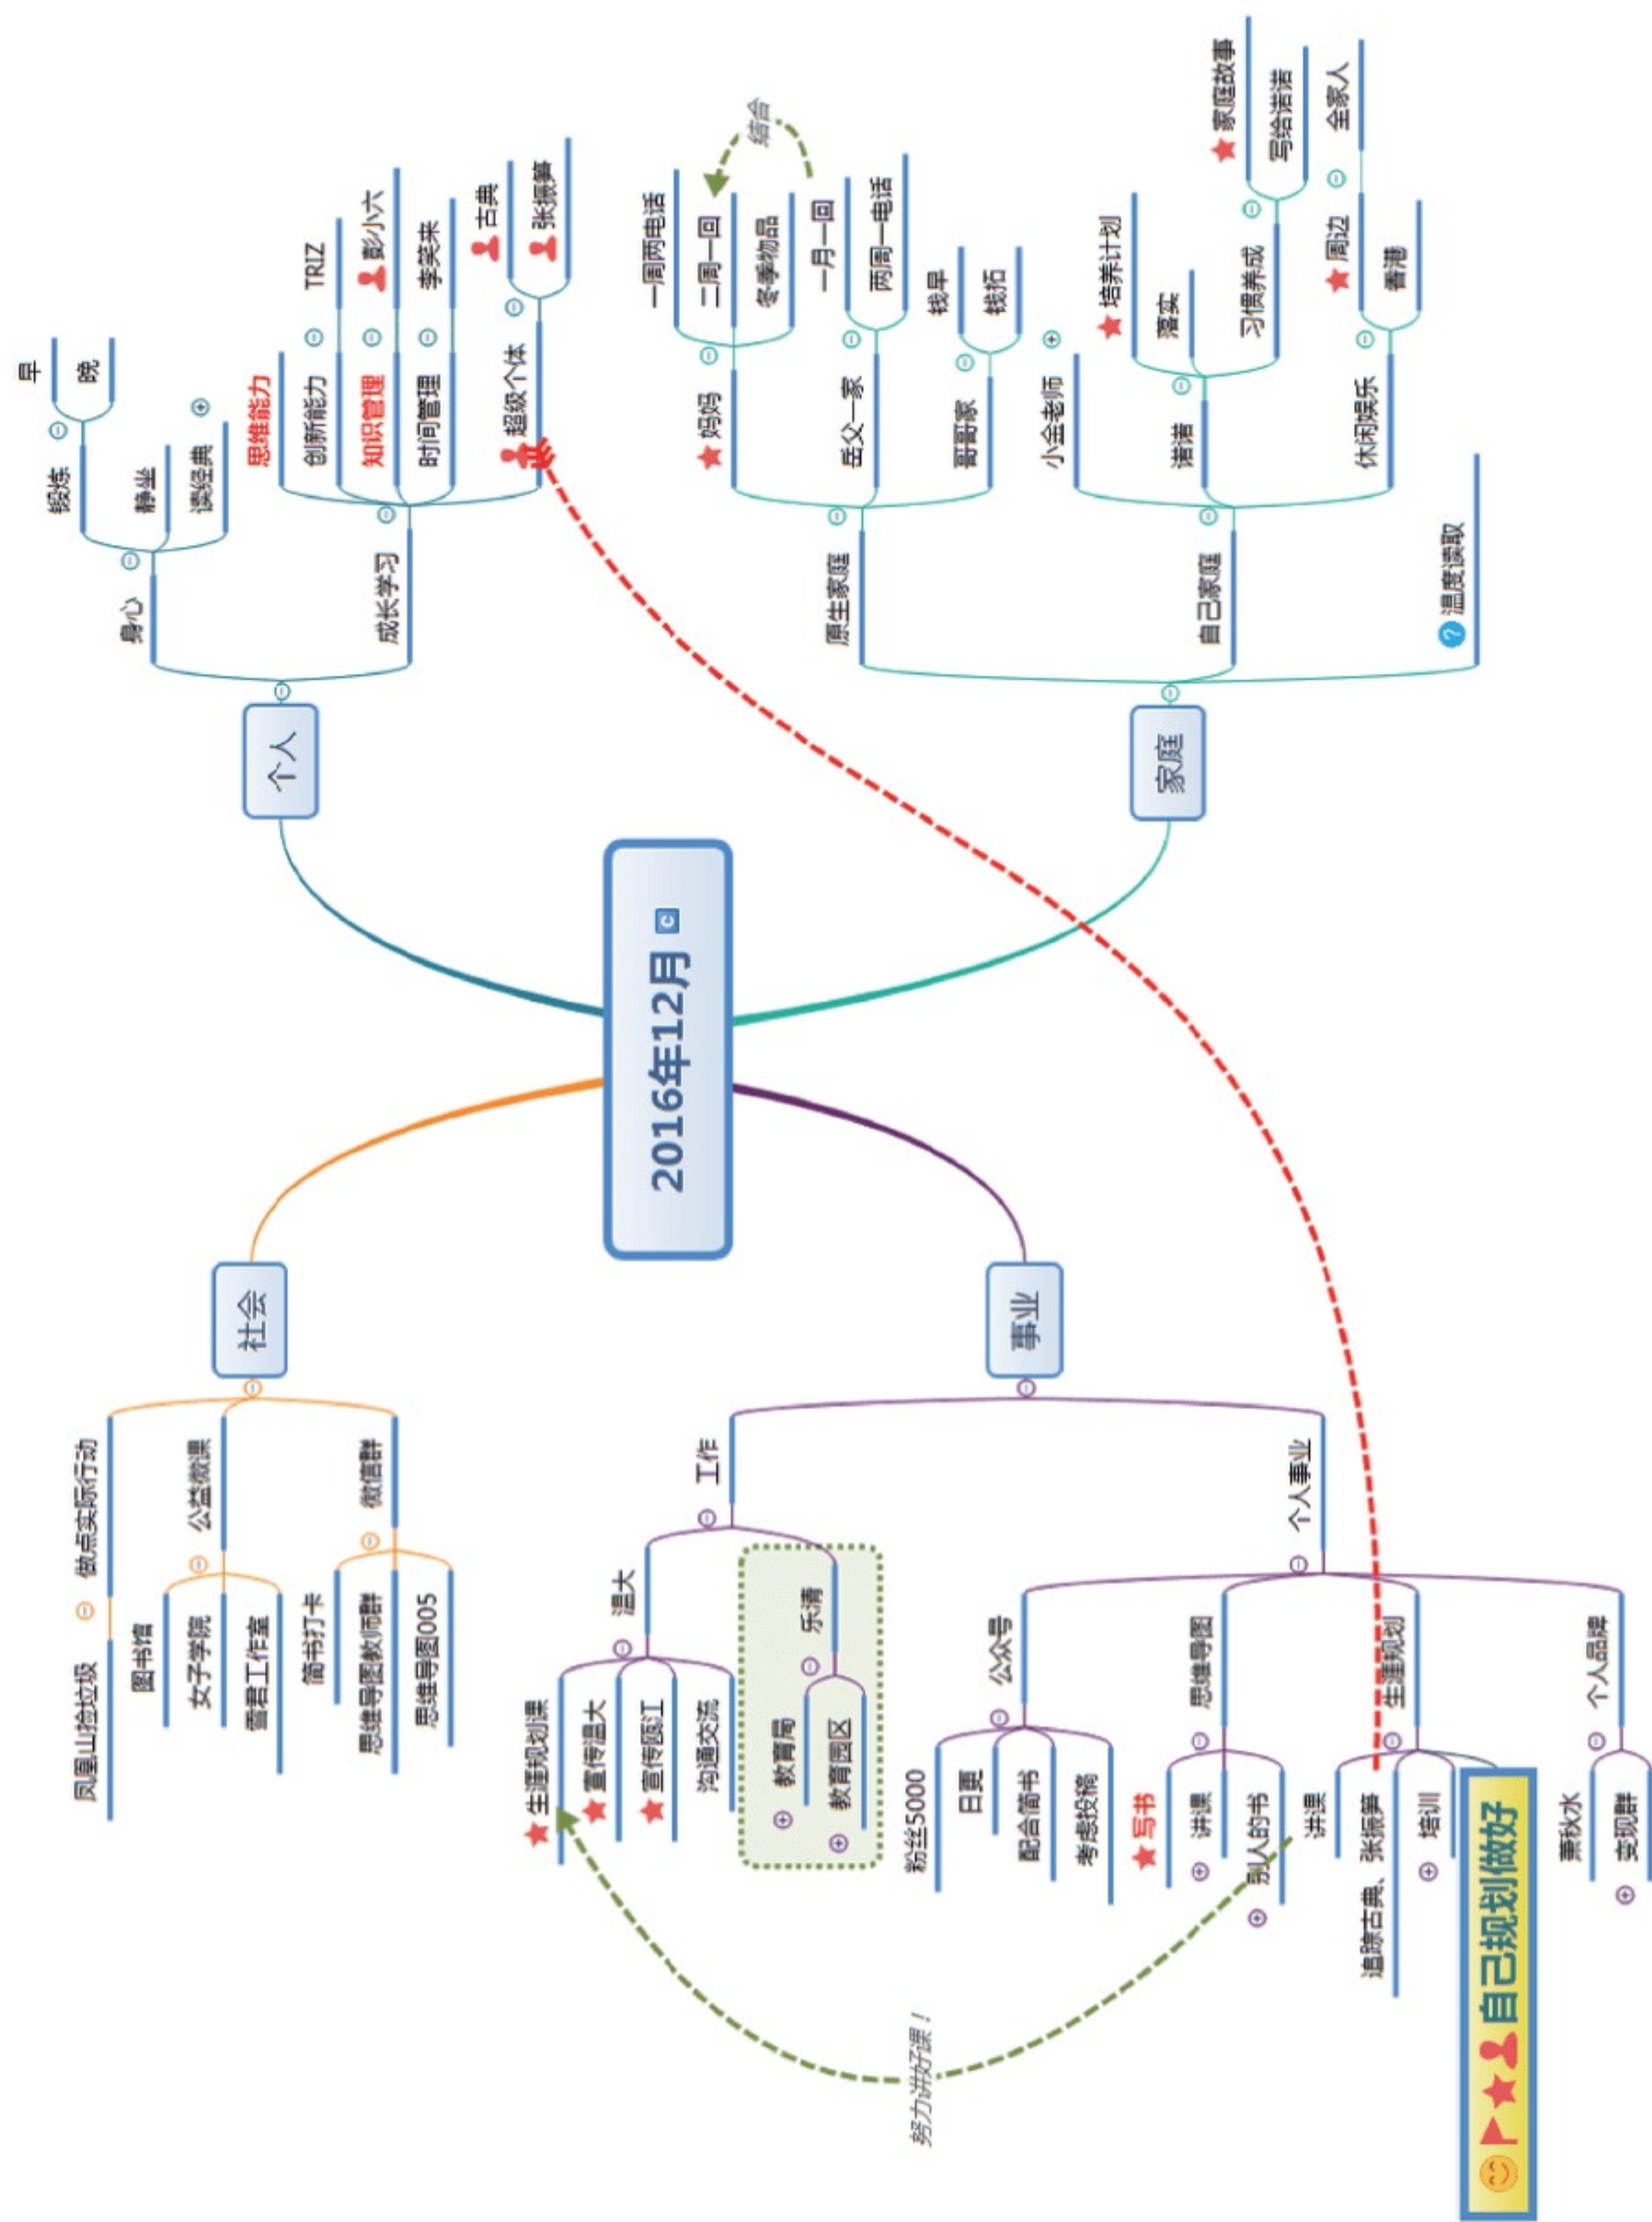 2016年12月
个人
身心
锻炼
早
晚
静坐
读经典
成长学习
思维能力
创新能力
TRIZ
知识管理
彭小六
时间管理
李笑来
超级个体
古典
张振笋
家庭
原生家庭
妈妈
一周两电话
二周一回
冬季物品
结合
岳父一家
一月一回
两周一电话
哥哥家
钱早
钱拓
自己家庭
小金老师
诺诺
培养计划
落实
习惯养成
家庭故事
写给诺诺
休闲娱乐
周边
全家人
香港
温度读取
社会
做点实际行动
凤凰山捡垃圾
公益微课
图书馆
女子学院
雪君工作室
微信群
简书打卡
思维导图教师群
思维导图005
事业
工作
温大
生涯规划课
宣传温大
宣传瓯江
沟通交流
乐清
教育局
教育园区
个人事业
公众号
粉丝5000
日更
配合简书
考虑投稿
思维导图
写书
讲课
别人的书
生涯规划
讲课
追踪古典、张振笋
培训
自己规划做好
个人品牌
萧秋水
变现群
努力讲好课！